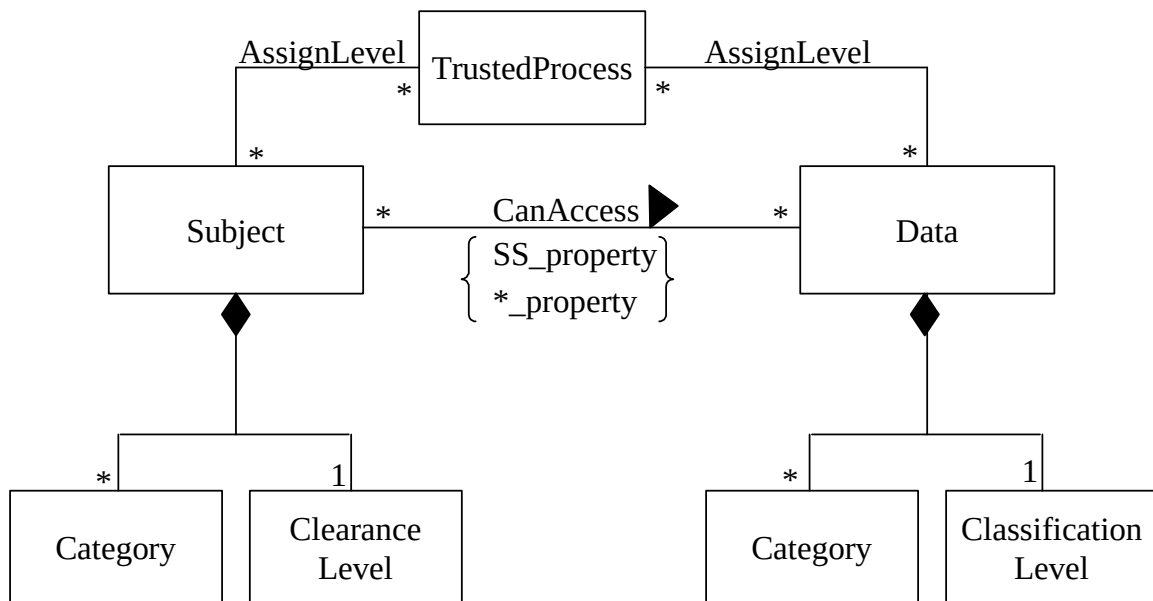 AssignLevel
TrustedProcess
AssignLevel
*
*
*
*
Subject
*
CanAccess
*
Data
SS_property
*_property
*
1
*
1
Category
Clearance
Level
Category
Classification
Level